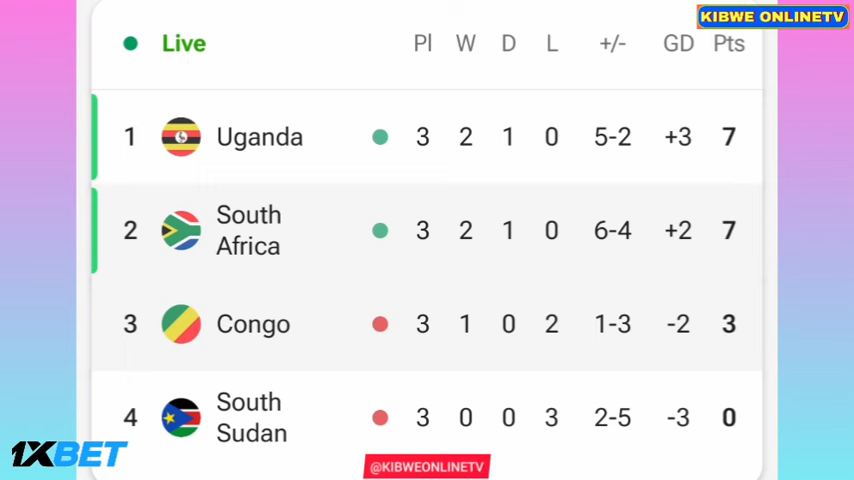 KIBWE ONLINETV
Live Pl W D L +/- GD Pts
1 Uganda 3 2 1 0 5-2 +3 7
2 South Africa 3 2 1 0 6-4 +2 7
3 Congo 3 1 0 2 1-3 -2 3
4 South Sudan 3 0 0 3 2-5 -3 0
1XBET
@KIBWEONLINETV